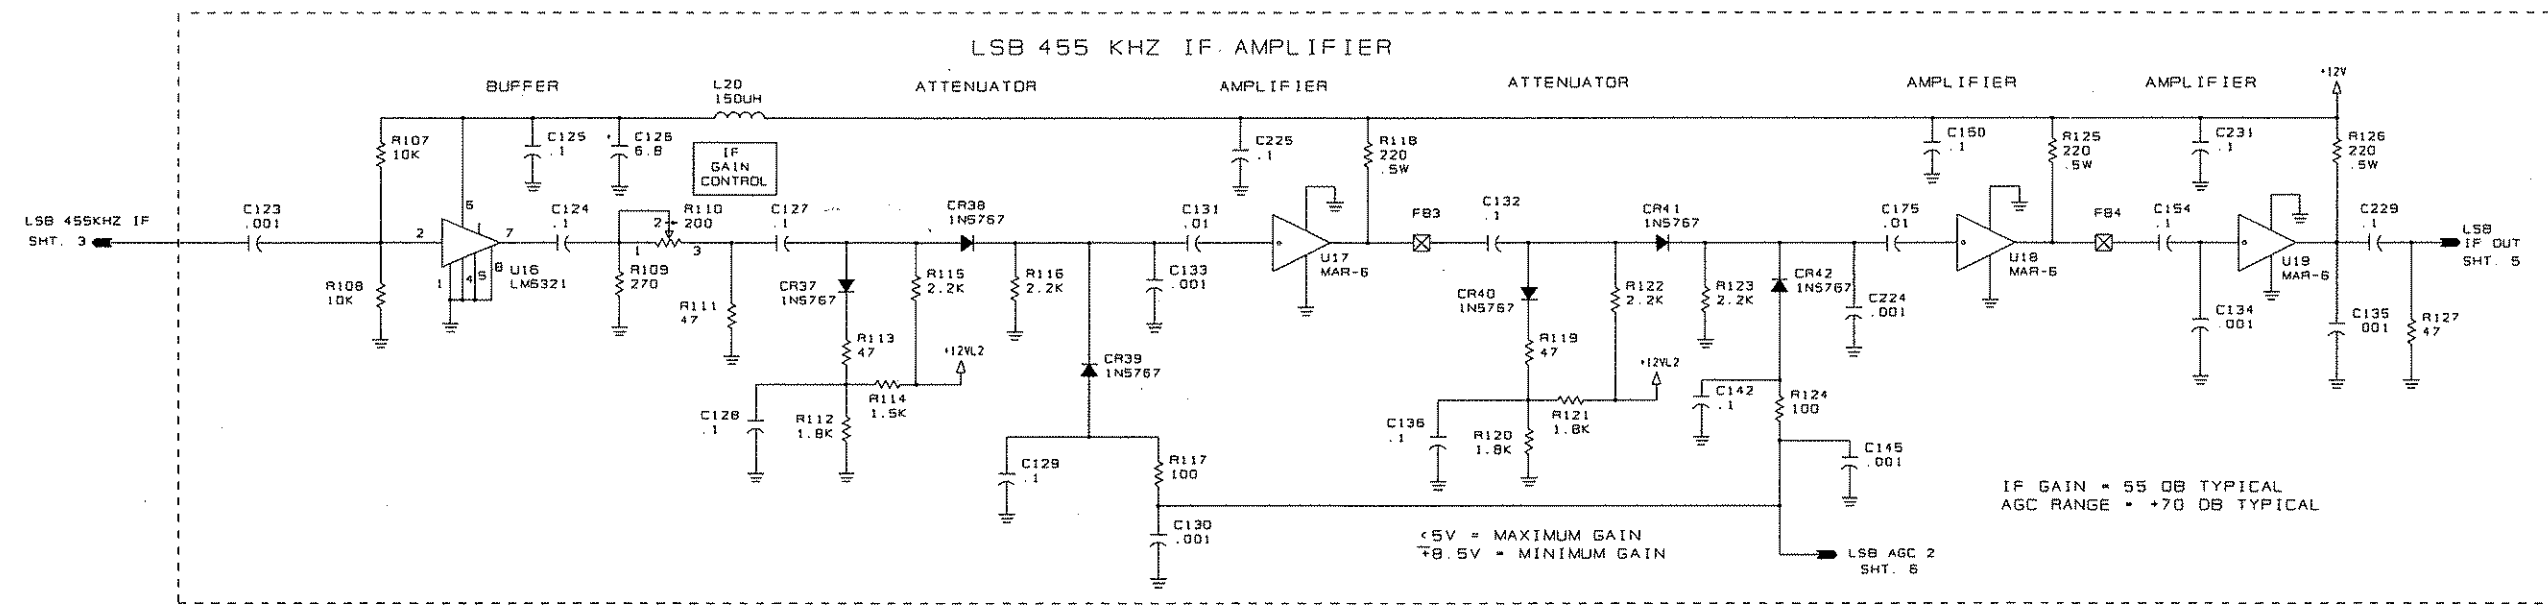 LSB 455 KHZ IF AMPLIFIER
BUFFER
L20
150UH
ATTENUATOR
AMPLIFIER
ATTENUATOR
AMPLIFIER
AMPLIFIER
+12V
R107
10K
C125
.1
C126
6.8
IF
GAIN
CONTROL
C225
.1
R118
220
.5W
C150
.1
R125
220
.5W
C231
.1
R126
220
.5W
LSB 455KHZ IF
SHT. 3
C123
.001
2
6
7
1
4
5
8
U16
LM6321
C124
.1
R110
200
2
1
3
C127
.1
CR38
1N5767
C131
.01
U17
MAR-6
FB3
C132
.1
CR41
1N5767
C175
.01
U18
MAR-6
FB4
C154
.1
U19
MAR-6
C229
.1
LSB
IF OUT
SHT. 5
R108
10K
R109
270
R111
47
CR37
1N5767
R115
2.2K
R116
2.2K
C133
.001
CR40
1N5767
R122
2.2K
R123
2.2K
CR42
1N5767
C224
.001
C134
.001
C135
.001
R127
47
R113
47
+12VL2
CR39
1N5767
R119
47
+12VL2
C128
.1
R112
1.8K
R114
1.5K
C136
.1
R120
1.8K
R121
1.8K
C142
.1
R124
100
C129
.1
R117
100
C145
.001
C130
.001
IF GAIN = 55 DB TYPICAL
AGC RANGE = +70 DB TYPICAL
<5V = MAXIMUM GAIN
+8.5V = MINIMUM GAIN
LSB AGC 2
SHT. 6